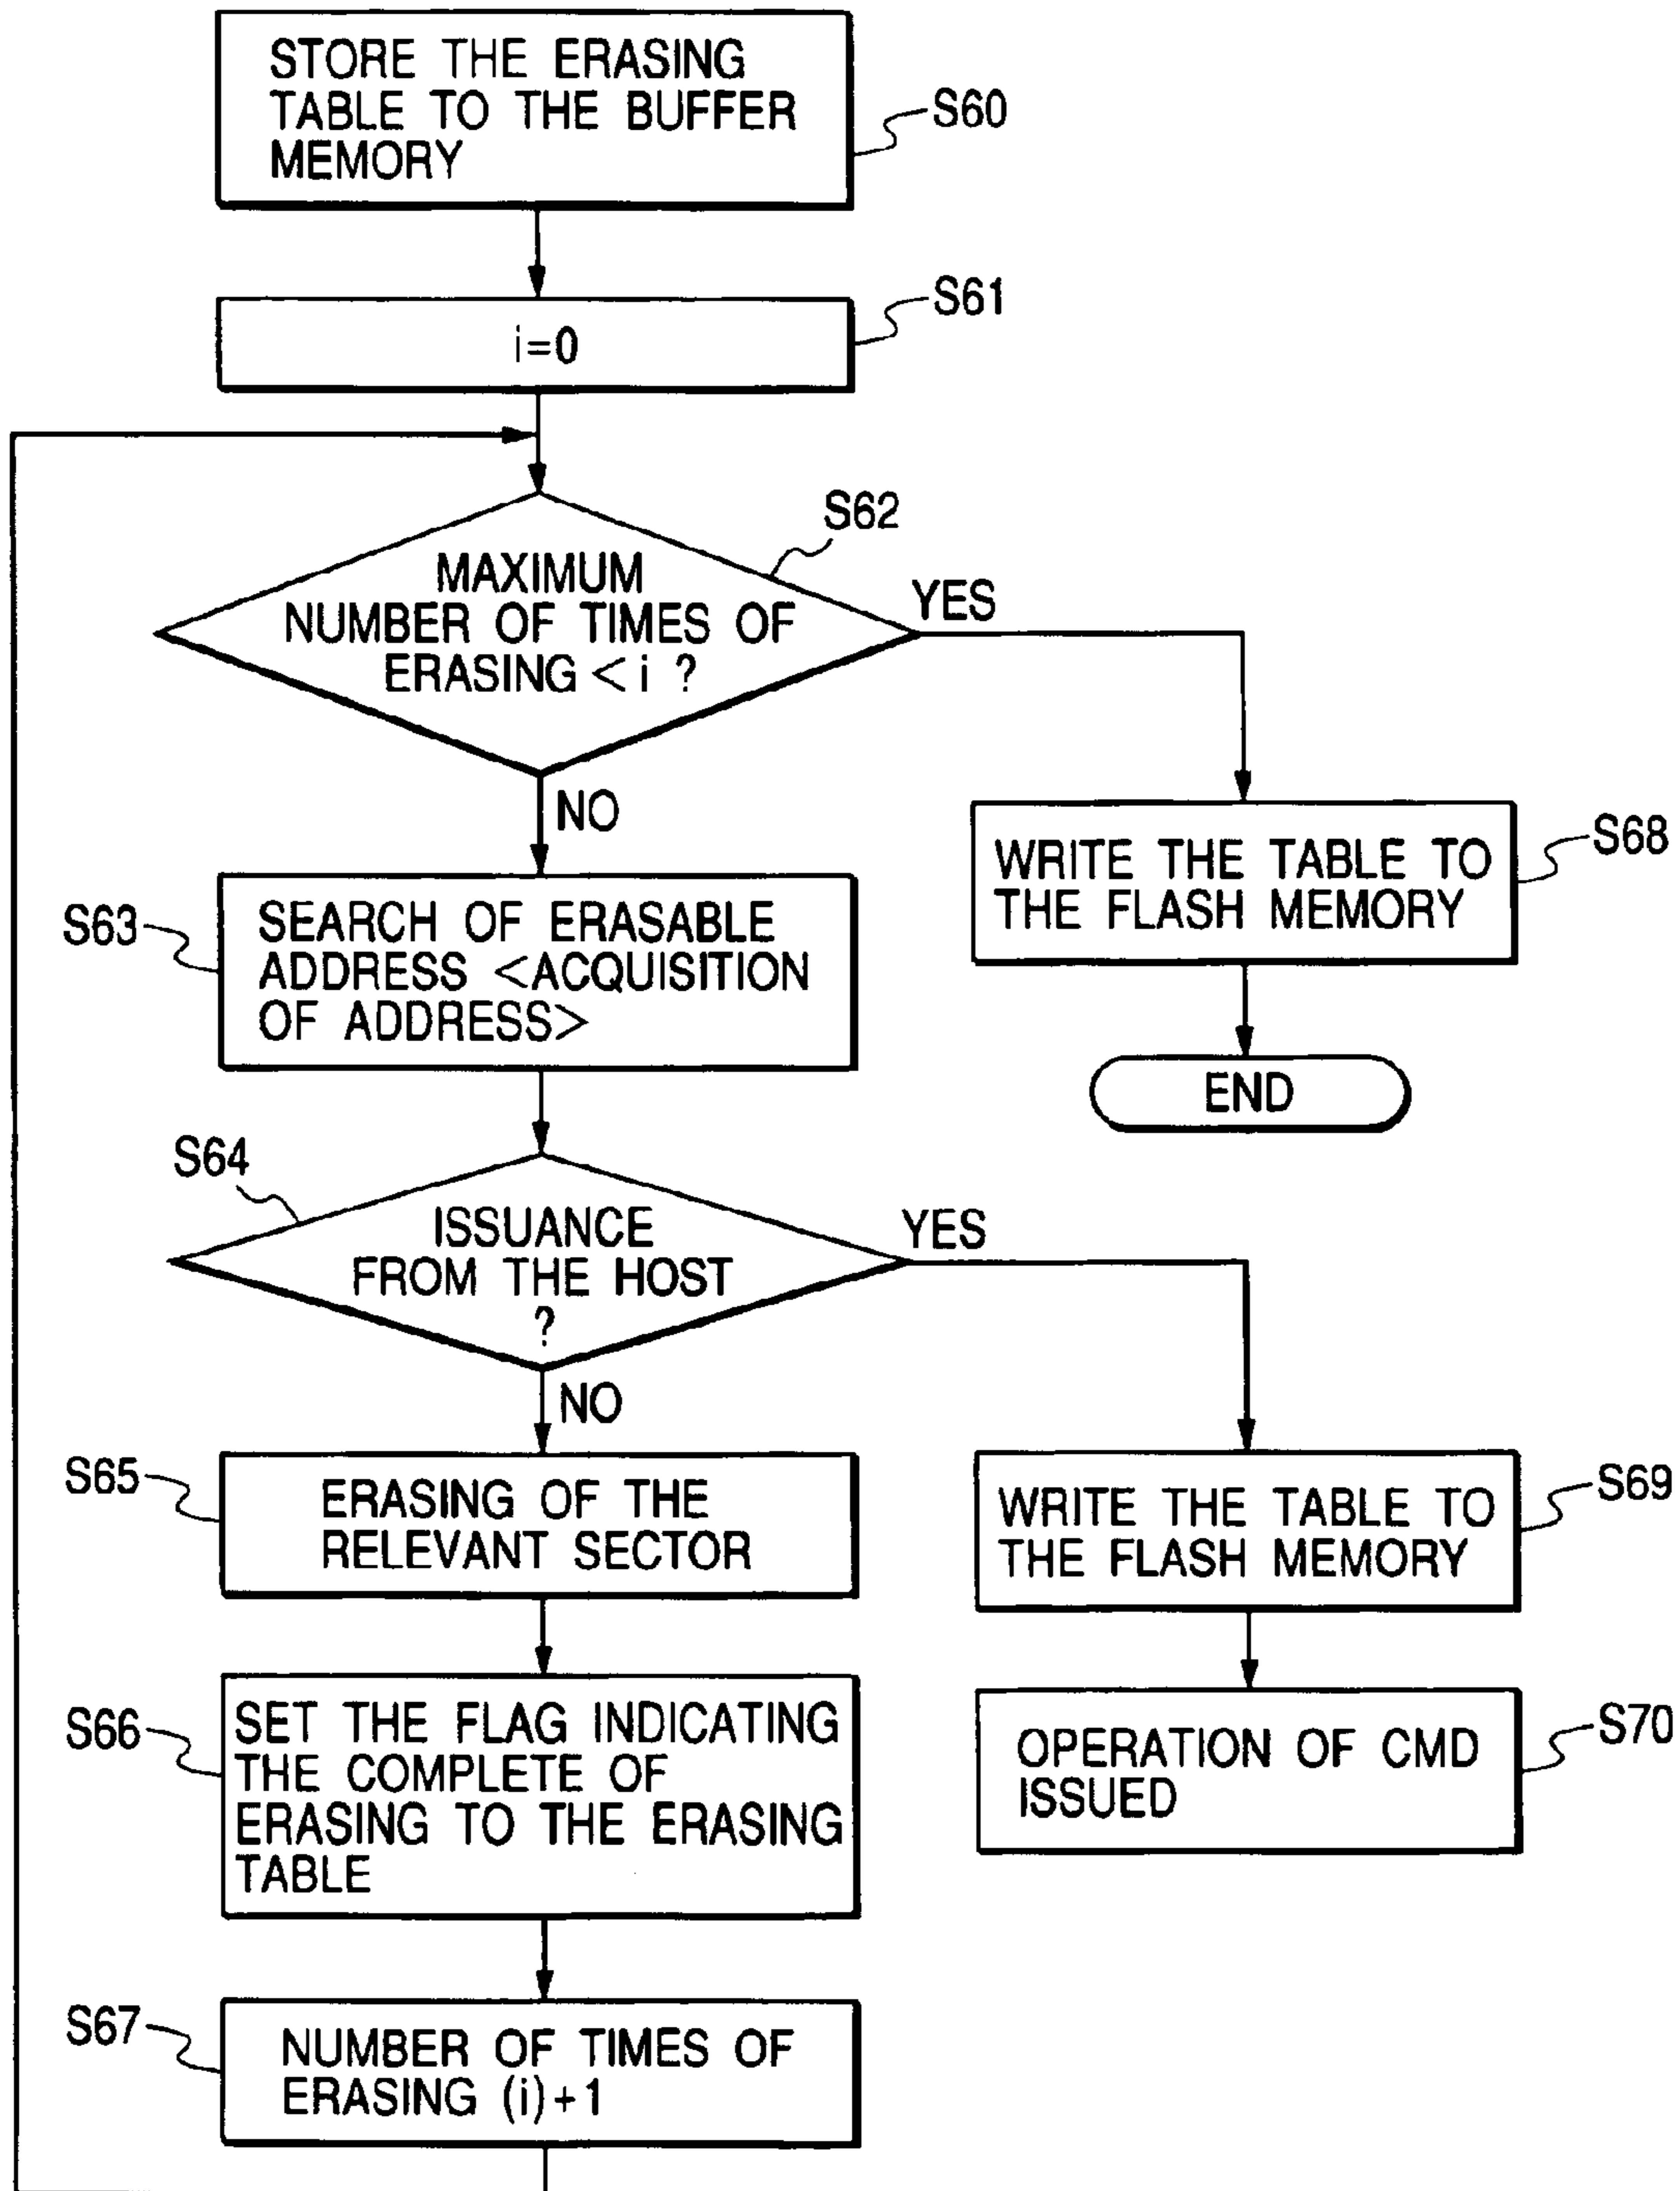 STORE THE ERASING
TABLE TO THE BUFFER
MEMORY
S60
i=0
S61
S62
MAXIMUM
NUMBER OF TIMES OF
ERASING < i ?
YES
NO
S63
SEARCH OF ERASABLE
ADDRESS <ACQUISITION
OF ADDRESS>
WRITE THE TABLE TO
THE FLASH MEMORY
S68
END
S64
ISSUANCE
FROM THE HOST
?
YES
NO
S65
ERASING OF THE
RELEVANT SECTOR
WRITE THE TABLE TO
THE FLASH MEMORY
S69
S66
SET THE FLAG INDICATING
THE COMPLETE OF
ERASING TO THE ERASING
TABLE
OPERATION OF CMD
ISSUED
S70
S67
NUMBER OF TIMES OF
ERASING (i)+1